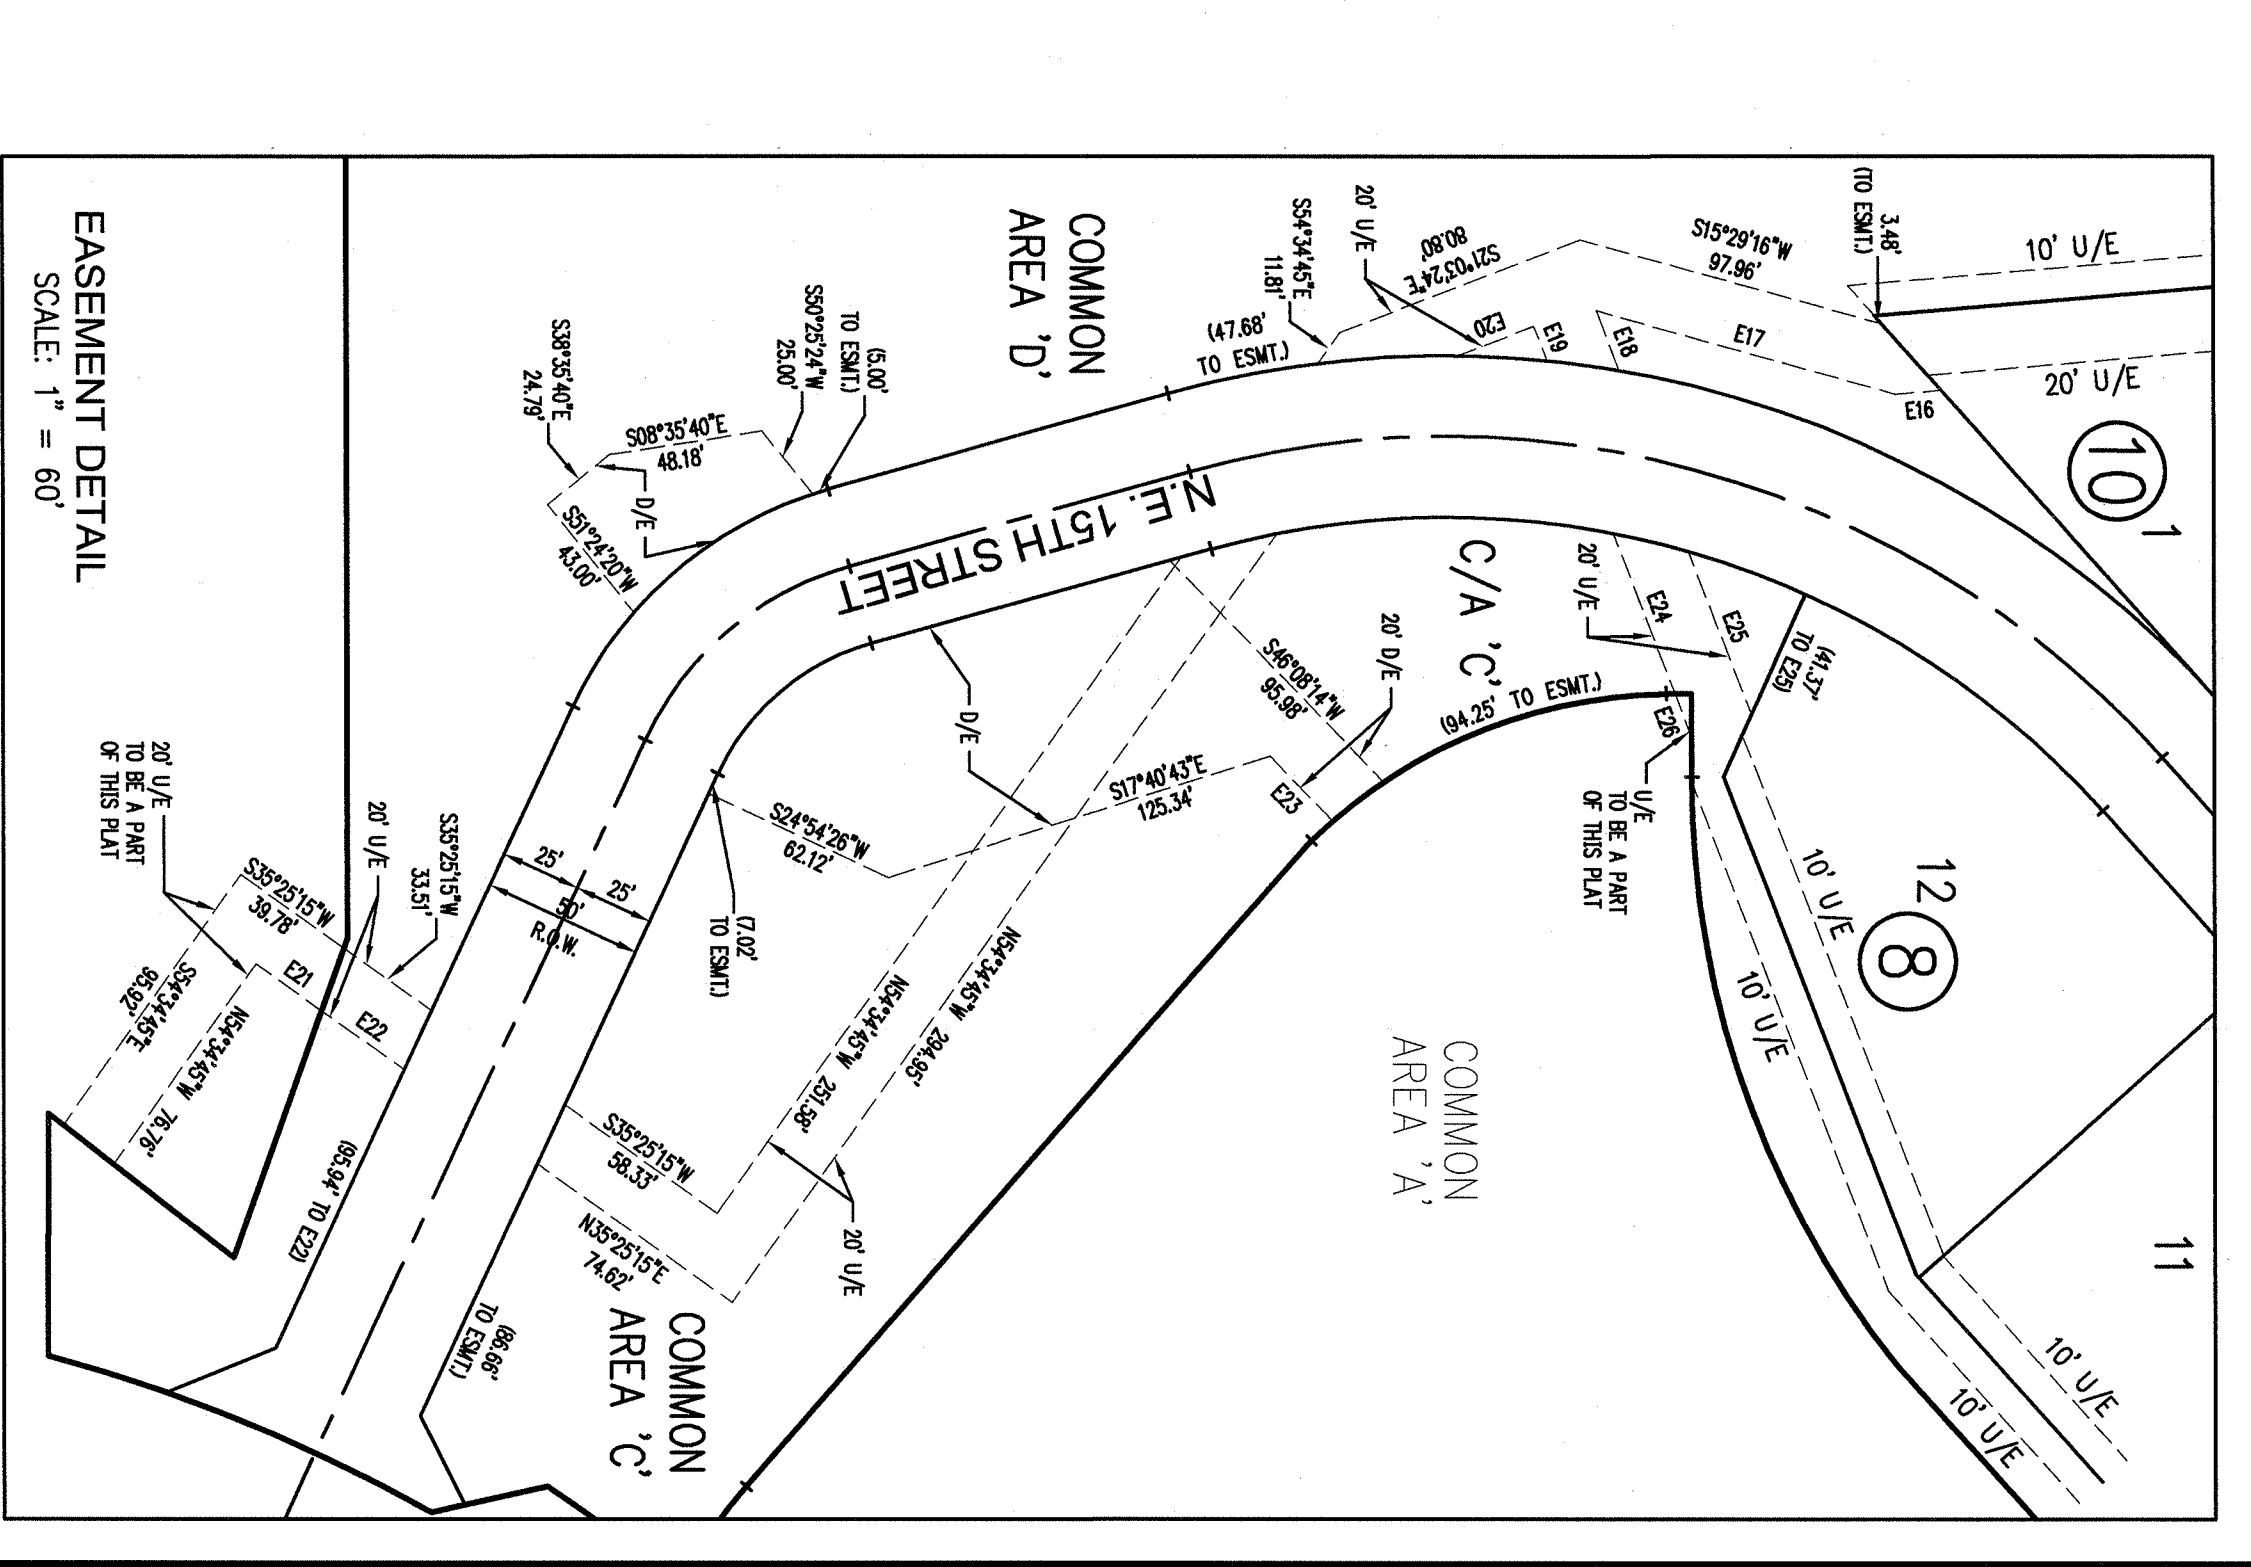 10' U/E
20' U/E
10
1
3.48'
(TO ESMT.)
S15°29'16"W
97.96'
E16
E17
E18
E19
E20
S21°03'24"E
80.80'
20' U/E
S54°34'45"E
11.81'
(47.68'
TO ESMT.)
COMMON
AREA 'D'
(5.00'
TO ESMT.)
S50°25'24"W
25.00'
S08°35'40"E
48.18'
S38°35'40"E
24.79'
D/E
S51°24'20"W
43.00'
N.E. 15TH STREET
EASEMENT DETAIL
SCALE: 1" = 60'
C/A 'C'
20' U/E
E24
E25
(41.37'
TO E25)
20' D/E
S46°08'14"W
95.98'
(94.25' TO ESMT.)
E26
U/E
TO BE A PART
OF THIS PLAT
D/E
S17°40'43"E
125.34'
E23
S24°54'26"W
62.12'
(7.02'
TO ESMT.)
25'
25'
50'
R.O.W.
12
8
11
10' U/E
10' U/E
10' U/E
10' U/E
COMMON
AREA 'A'
N54°34'45"W 294.95'
N54°34'45"W 251.58'
20' U/E
S35°25'15"W
58.33'
N35°25'15"E
74.62'
COMMON
AREA 'C'
(86.66'
TO ESMT.)
S35°25'15"W
33.51'
20' U/E
20' U/E
TO BE A PART
OF THIS PLAT
S35°25'15"W
39.78'
E21
E22
S54°34'45"E
95.92'
N54°34'45"W 76.76'
(95.94' TO E22)